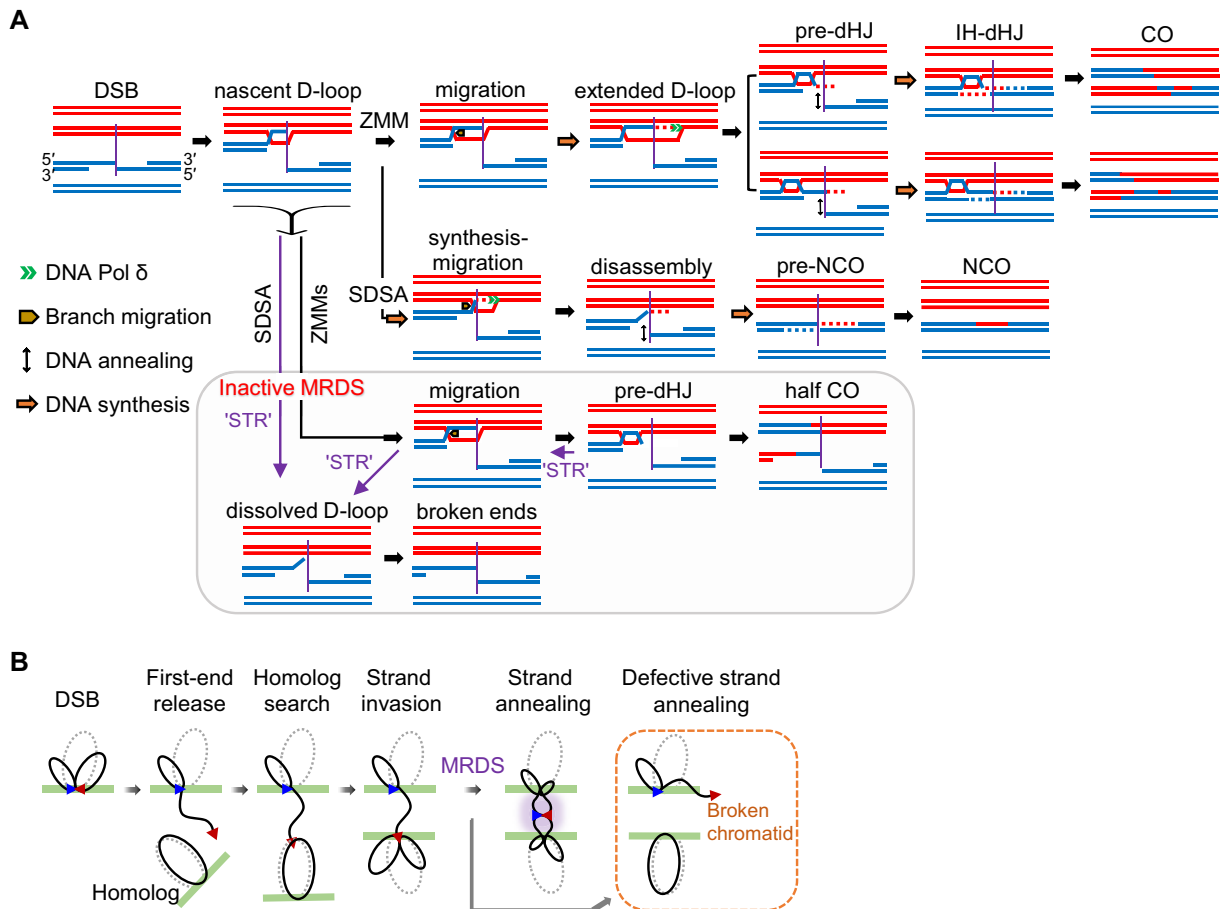 A
DSB
nascent D-loop
ZMM
migration
extended D-loop
pre-dHJ
IH-dHJ
CO
5′
3′
3′
5′
synthesis-
migration
disassembly
pre-NCO
NCO
SDSA
SDSA
ZMMs
DNA Pol δ
Branch migration
DNA annealing
DNA synthesis
Inactive MRDS
'STR'
migration
pre-dHJ
half CO
'STR'
'STR'
dissolved D-loop
broken ends
B
DSB
First-end
release
Homolog
search
Strand
invasion
MRDS
Strand
annealing
Defective strand
annealing
Broken
chromatid
Homolog